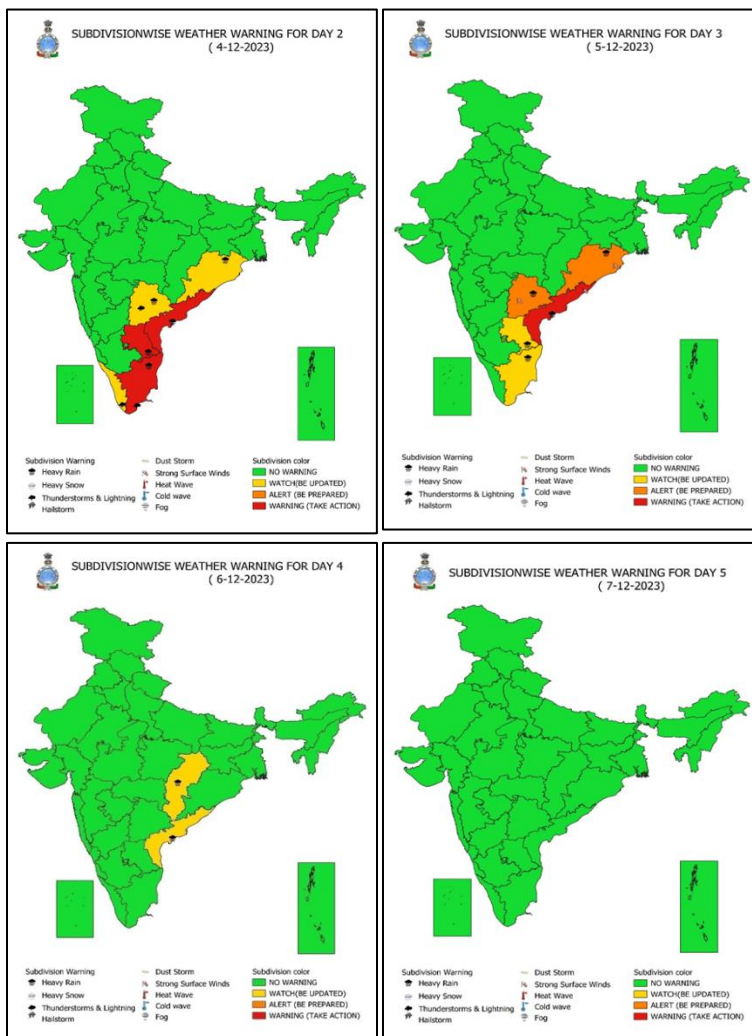 SUBDIVISIONWISE WEATHER WARNING FOR DAY 2
( 4-12-2023)
Subdivision Warning
Heavy Rain
Heavy Snow
Thunderstorms & Lightning
Hailstorm
Dust Storm
Strong Surface Winds
Heat Wave
Cold wave
Fog
Subdivision color
NO WARNING
WATCH(BE UPDATED)
ALERT (BE PREPARED)
WARNING (TAKE ACTION)
SUBDIVISIONWISE WEATHER WARNING FOR DAY 3
( 5-12-2023)
Subdivision Warning
Heavy Rain
Heavy Snow
Thunderstorms & Lightning
Hailstorm
Dust Storm
Strong Surface Winds
Heat Wave
Cold wave
Fog
Subdivision color
NO WARNING
WATCH(BE UPDATED)
ALERT (BE PREPARED)
WARNING (TAKE ACTION)
SUBDIVISIONWISE WEATHER WARNING FOR DAY 4
( 6-12-2023)
Subdivision Warning
Heavy Rain
Heavy Snow
Thunderstorms & Lightning
Hailstorm
Dust Storm
Strong Surface Winds
Heat Wave
Cold wave
Fog
Subdivision color
NO WARNING
WATCH(BE UPDATED)
ALERT (BE PREPARED)
WARNING (TAKE ACTION)
SUBDIVISIONWISE WEATHER WARNING FOR DAY 5
( 7-12-2023)
Subdivision Warning
Heavy Rain
Heavy Snow
Thunderstorms & Lightning
Hailstorm
Dust Storm
Strong Surface Winds
Heat Wave
Cold wave
Fog
Subdivision color
NO WARNING
WATCH(BE UPDATED)
ALERT (BE PREPARED)
WARNING (TAKE ACTION)